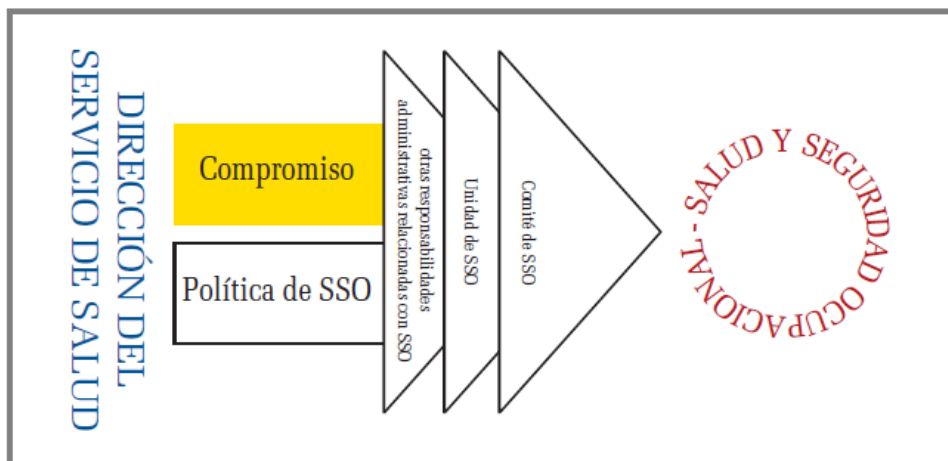 DIRECCIÓN DEL
SERVICIO DE SALUD
Compromiso
Política de SSO
otras responsabilidades
administrativas relacionadas con SSO
Unidad de SSO
Comité de SSO
SALUD Y SEGURIDAD OCUPACIONAL -